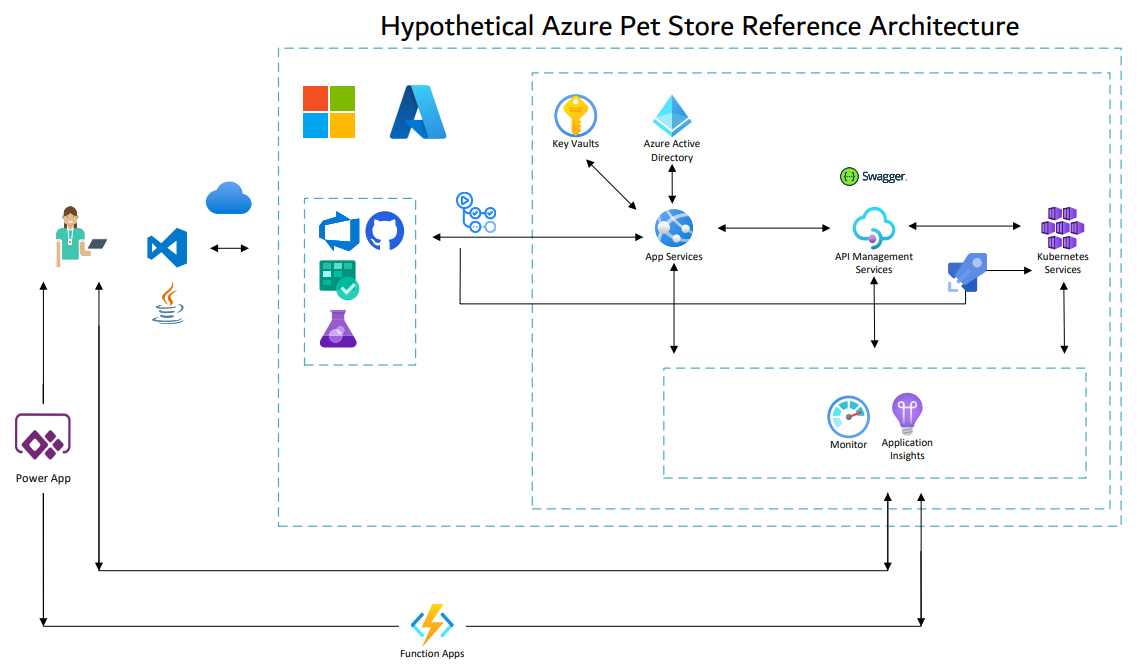 Hypothetical Azure Pet Store Reference Architecture
Key Vaults
Azure Active
Directory
Swagger.
App Services
API Management
Services
Kubernetes
Services
Monitor
Application
Insights
Power App
Function Apps